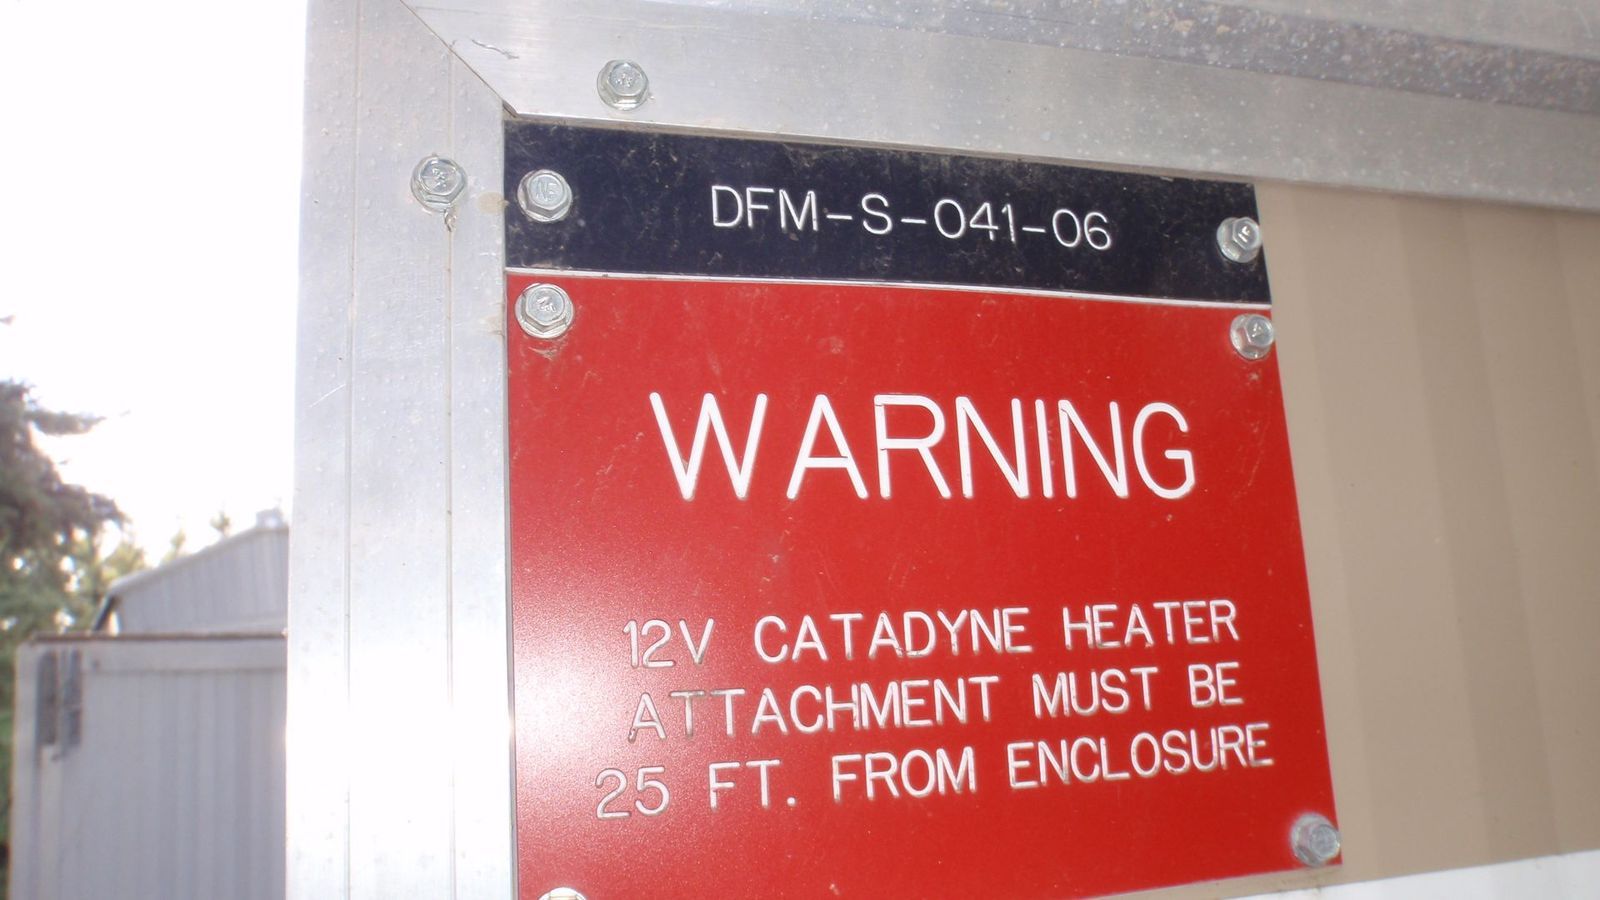 DFM-S-041-06
WARNING
12V CATADYNE HEATER
ATTACHMENT MUST BE
25 FT. FROM ENCLOSURE